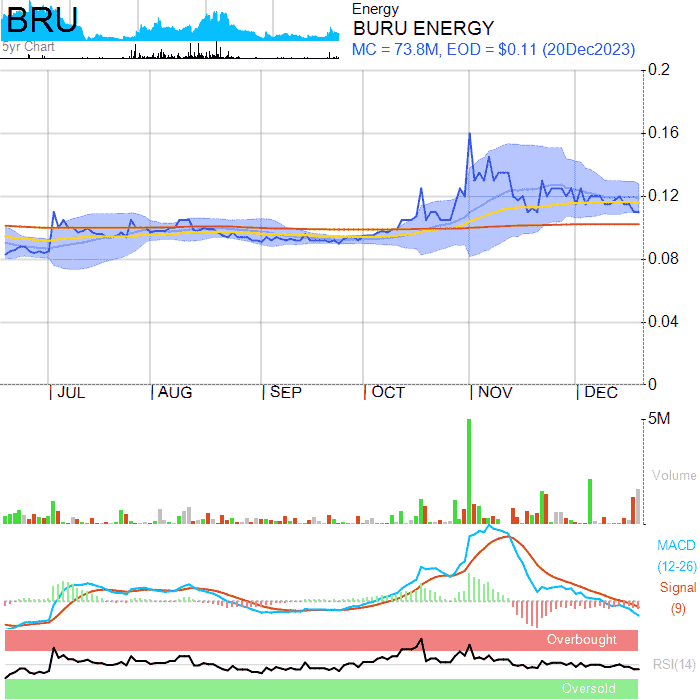 BRU
5yr Chart
Energy
BURU ENERGY
MC = 73.8M, EOD = $0.11 (20Dec2023)
0.2
0.16
0.12
0.08
0.04
0
JUL AUG SEP OCT NOV DEC
5M
Volume
MACD
(12-26)
Signal
(9)
Overbought
RSI(14)
Oversold